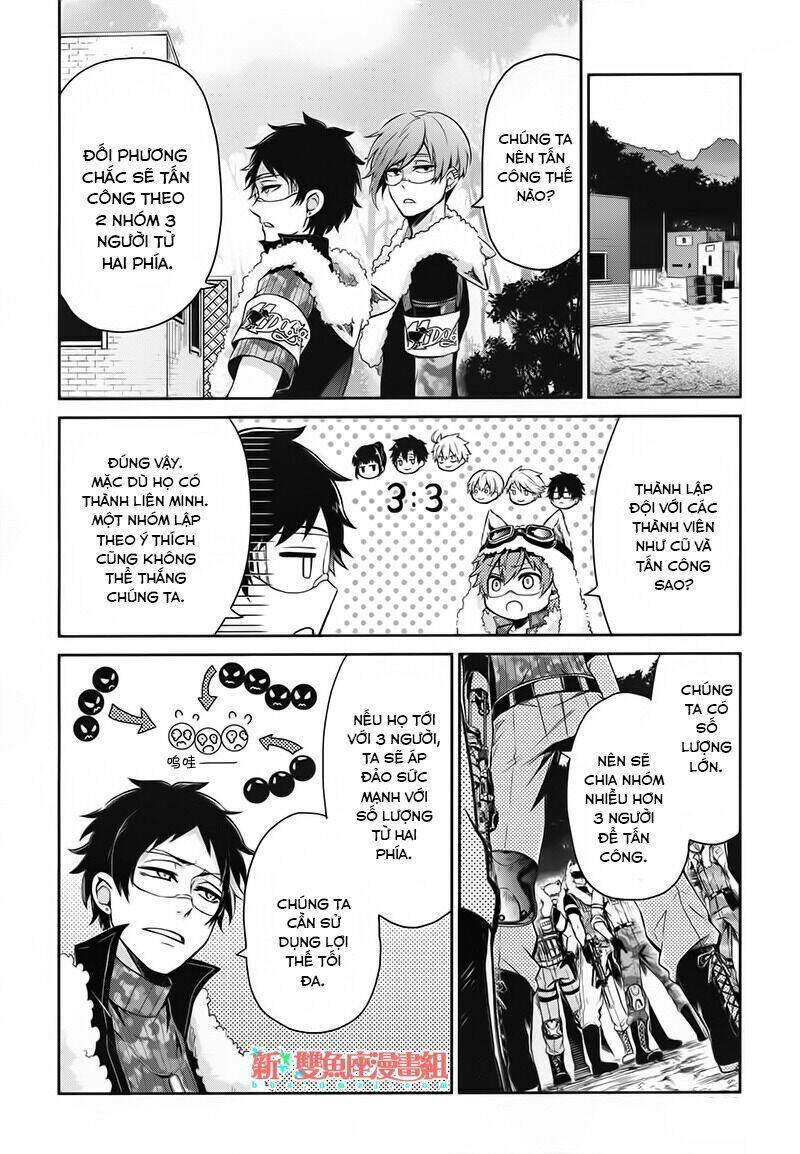 CHÚNG TA
NÊN TẤN
CÔNG THẾ
NÀO?
ĐỐI PHƯƠNG
CHẮC SẼ TẤN
CÔNG THEO
2 NHÓM 3
NGƯỜI TỪ
HAI PHÍA.
THÀNH LẬP
ĐỘI VỚI CÁC
THÀNH VIÊN
NHƯ CŨ VÀ
TẤN CÔNG
SAO?
3:3
ĐÚNG VẬY.
MẶC DÙ HỌ CÓ
THÀNH LIÊN MINH.
MỘT NHÓM LẬP
THEO Ý THÍCH
CŨNG KHÔNG
THỂ THẮNG
CHÚNG TA.
CHÚNG
TA CÓ
SỐ
LƯỢNG
LỚN.
NÊN SẼ
CHIA NHÓM
NHIỀU HƠN
3 NGƯỜI
ĐỂ TẤN
CÔNG.
NẾU HỌ TỚI
VỚI 3 NGƯỜI,
TA SẼ ÁP
ĐẢO SỨC
MẠNH VỚI
SỐ LƯỢNG
TỪ HAI
PHÍA.
CHÚNG TA
CẦN SỬ
DỤNG LỢI
THẾ TỐI
ĐA.
呜哇——
新雙魚座漫畫組